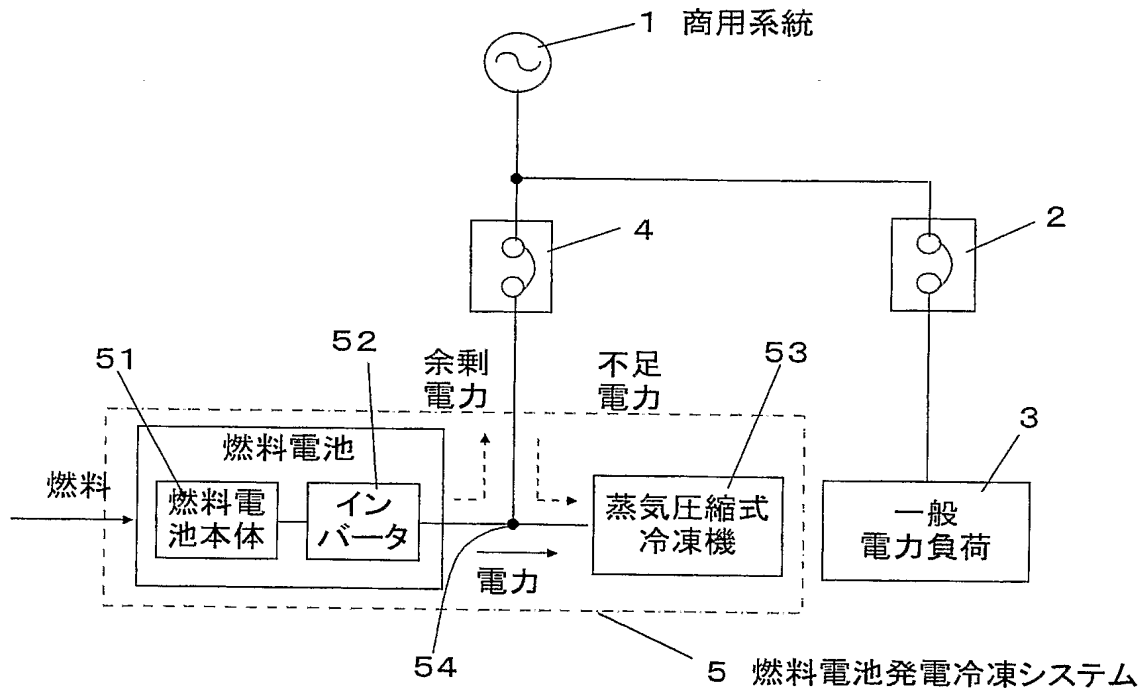 1 商用系統
4
2
51
52
余剰
電力
不足
電力
53
3
燃料
燃料電池
燃料電
池本体
イン
バータ
蒸気圧縮式
冷凍機
一般
電力負荷
電力
54
5 燃料電池発電冷凍システム